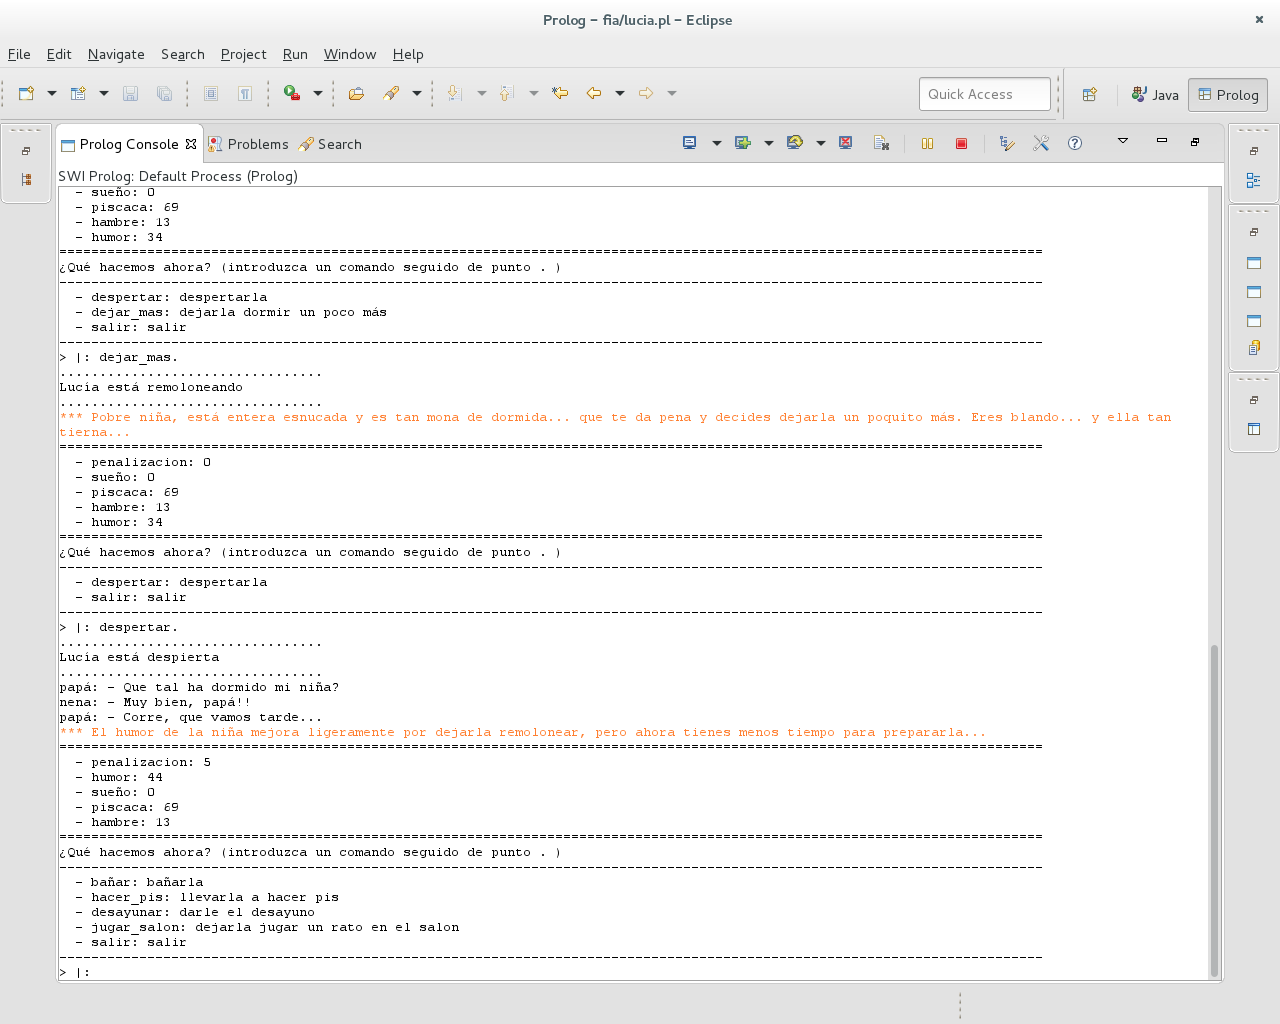 Prolog – fia/lucia.pl – Eclipse
File Edit Navigate Search Project Run Window Help
Quick Access
Java
Prolog
Prolog Console
Problems
Search
SWI Prolog: Default Process (Prolog)
- sueño: 0
- piscaca: 69
- hambre: 13
- humor: 34
===========================================================================================================================
¿Qué hacemos ahora? (introduzca un comando seguido de punto . )
---------------------------------------------------------------------------------------------------------------------------
- despertar: despertarla
- dejar_mas: dejarla dormir un poco más
- salir: salir
---------------------------------------------------------------------------------------------------------------------------
> |: dejar_mas.
.................................
Lucía está remoloneando
.................................
*** Pobre niña, está entera esnucada y es tan mona de dormida... que te da pena y decides dejarla un poquito más. Eres blando... y ella tan
tierna...
===========================================================================================================================
- penalizacion: 0
- sueño: 0
- piscaca: 69
- hambre: 13
- humor: 34
===========================================================================================================================
¿Qué hacemos ahora? (introduzca un comando seguido de punto . )
---------------------------------------------------------------------------------------------------------------------------
- despertar: despertarla
- salir: salir
---------------------------------------------------------------------------------------------------------------------------
> |: despertar.
.................................
Lucía está despierta
.................................
papá: - Que tal ha dormido mi niña?
nena: - Muy bien, papá!!
papá: - Corre, que vamos tarde...
*** El humor de la niña mejora ligeramente por dejarla remolonear, pero ahora tienes menos tiempo para prepararla...
===========================================================================================================================
- penalizacion: 5
- humor: 44
- sueño: 0
- piscaca: 69
- hambre: 13
===========================================================================================================================
¿Qué hacemos ahora? (introduzca un comando seguido de punto . )
---------------------------------------------------------------------------------------------------------------------------
- bañar: bañarla
- hacer_pis: llevarla a hacer pis
- desayunar: darle el desayuno
- jugar_salon: dejarla jugar un rato en el salon
- salir: salir
---------------------------------------------------------------------------------------------------------------------------
> |: